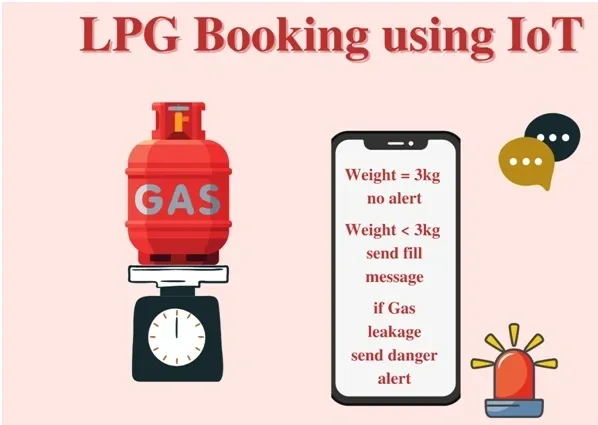 LPG Booking using IoT
GAS
Weight = 3kg
no alert
Weight < 3kg
send fill
message
if Gas
leakage
send danger
alert